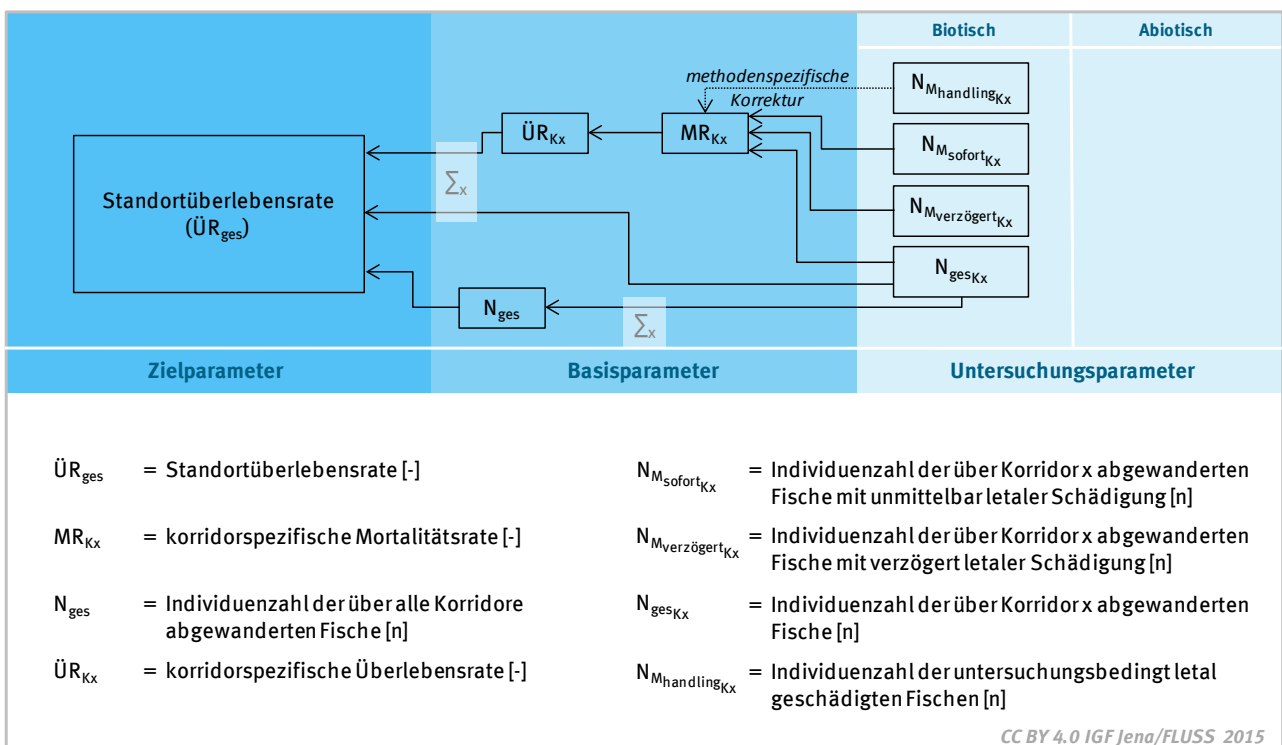 Biotisch Abiotisch
methodenspezifische
Korrektur
N_M_handling_Kx
ÜR_Kx MR_Kx
N_M_sofort_Kx
∑x
Standortüberlebensrate
(ÜR_ges)
N_M_verzögert_Kx
N_ges_Kx
N_ges
∑x
Zielparameter Basisparameter Untersuchungsparameter
ÜR_ges = Standortüberlebensrate [-]
MR_Kx = korridorspezifische Mortalitätsrate [-]
N_ges = Individuenzahl der über alle Korridore
abgewanderten Fische [n]
ÜR_Kx = korridorspezifische Überlebensrate [-]
N_M_sofort_Kx = Individuenzahl der über Korridor x abgewanderten
Fische mit unmittelbar letaler Schädigung [n]
N_M_verzögert_Kx = Individuenzahl der über Korridor x abgewanderten
Fische mit verzögert letaler Schädigung [n]
N_ges_Kx = Individuenzahl der über Korridor x abgewanderten
Fische [n]
N_M_handling_Kx = Individuenzahl der untersuchungsbedingt letal
geschädigten Fischen [n]
CC BY 4.0 IGF Jena/FLUSS 2015